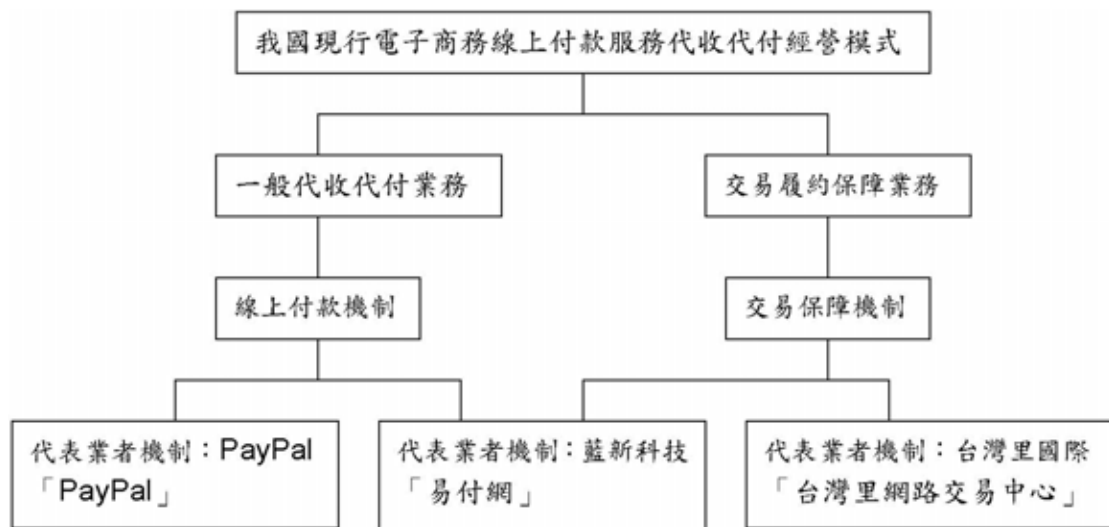 我國現行電子商務線上付款服務代收代付經營模式
一般代收代付業務
交易履約保障業務
線上付款機制
交易保障機制
代表業者機制：PayPal
「PayPal」
代表業者機制：藍新科技
「易付網」
代表業者機制：台灣里國際
「台灣里網路交易中心」